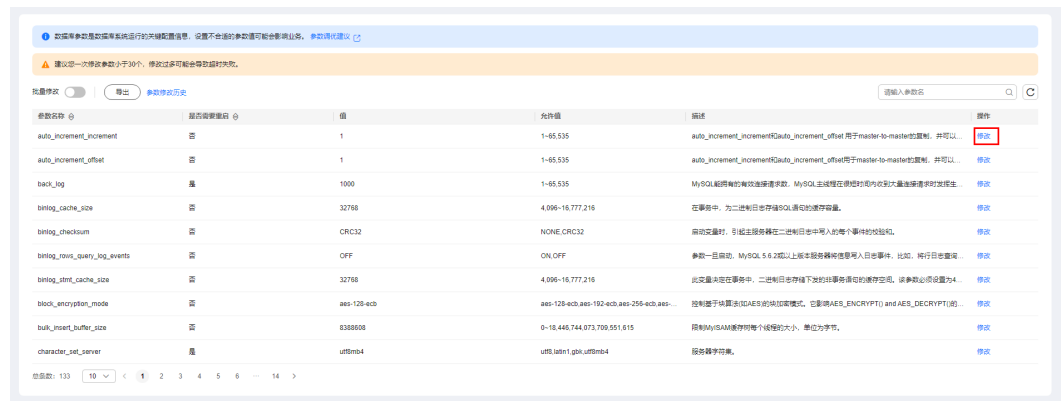 数据库参数是数据库系统运行的关键配置信息，设置不合适的参数值可能会影响业务。 参数调优建议
建议您一次修改参数小于30个，修改过多可能会导致超时失败。
批量修改 导出 参数修改历史 请输入参数名
参数名称 是否需要重启 值 允许值 描述 操作
auto_increment_increment 否 1 1~65,535 auto_increment_increment和auto_increment_offset 用于master-to-master的复制，并可以... 修改
auto_increment_offset 否 1 1~65,535 auto_increment_increment和auto_increment_offset用于master-to-master的复制，并可以... 修改
back_log 是 1000 1~65,535 MySQL能拥有的有效连接请求数，MySQL主线程在很短时间内收到大量连接请求时发挥生... 修改
binlog_cache_size 否 32768 4,096~16,777,216 在事务中，为二进制日志存储SQL语句的缓存容量。 修改
binlog_checksum 否 CRC32 NONE,CRC32 启动变量时，引起主服务器在二进制日志中写入的每个事件的校验和。 修改
binlog_rows_query_log_events 否 OFF ON,OFF 参数一旦启动，MySQL 5.6.2或以上版本服务器将信息写入日志事件，比如，将行日志查询... 修改
binlog_stmt_cache_size 否 32768 4,096~16,777,216 此变量决定在事务中，二进制日志存储下发的非事务语句的缓存空间。该参数必须设置为4... 修改
block_encryption_mode 否 aes-128-ecb aes-128-ecb,aes-192-ecb,aes-256-ecb,aes-... 控制基于块算法(如AES)的块加密模式。它影响AES_ENCRYPT() and AES_DECRYPT()的... 修改
bulk_insert_buffer_size 否 8388608 0~18,446,744,073,709,551,615 限制MyISAM缓存树每个线程的大小，单位为字节。 修改
character_set_server 是 utf8mb4 utf8,latin1,gbk,utf8mb4 服务器字符集。 修改
总条数：133 10 < 1 2 3 4 5 6 ... 14 >